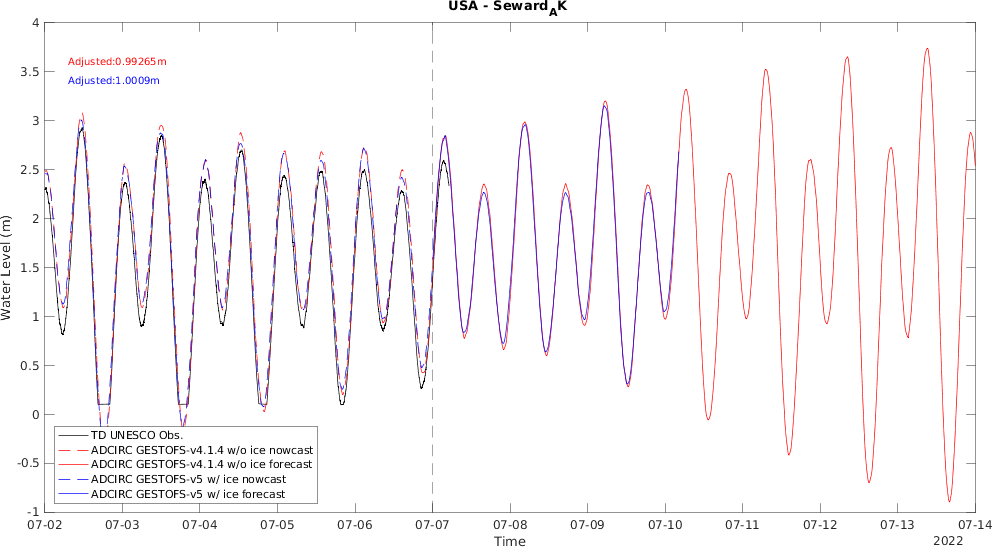 USA - Seward_AK
Adjusted:0.99265m
Adjusted:1.0009m
4
3.5
3
2.5
2
1.5
1
0.5
0
-0.5
-1
Water Level (m)
TD UNESCO Obs.
ADCIRC GESTOFS-v4.1.4 w/o ice nowcast
ADCIRC GESTOFS-v4.1.4 w/o ice forecast
ADCIRC GESTOFS-v5 w/ ice nowcast
ADCIRC GESTOFS-v5 w/ ice forecast
07-02 07-03 07-04 07-05 07-06 07-07 07-08 07-09 07-10 07-11 07-12 07-13 07-14
Time
2022